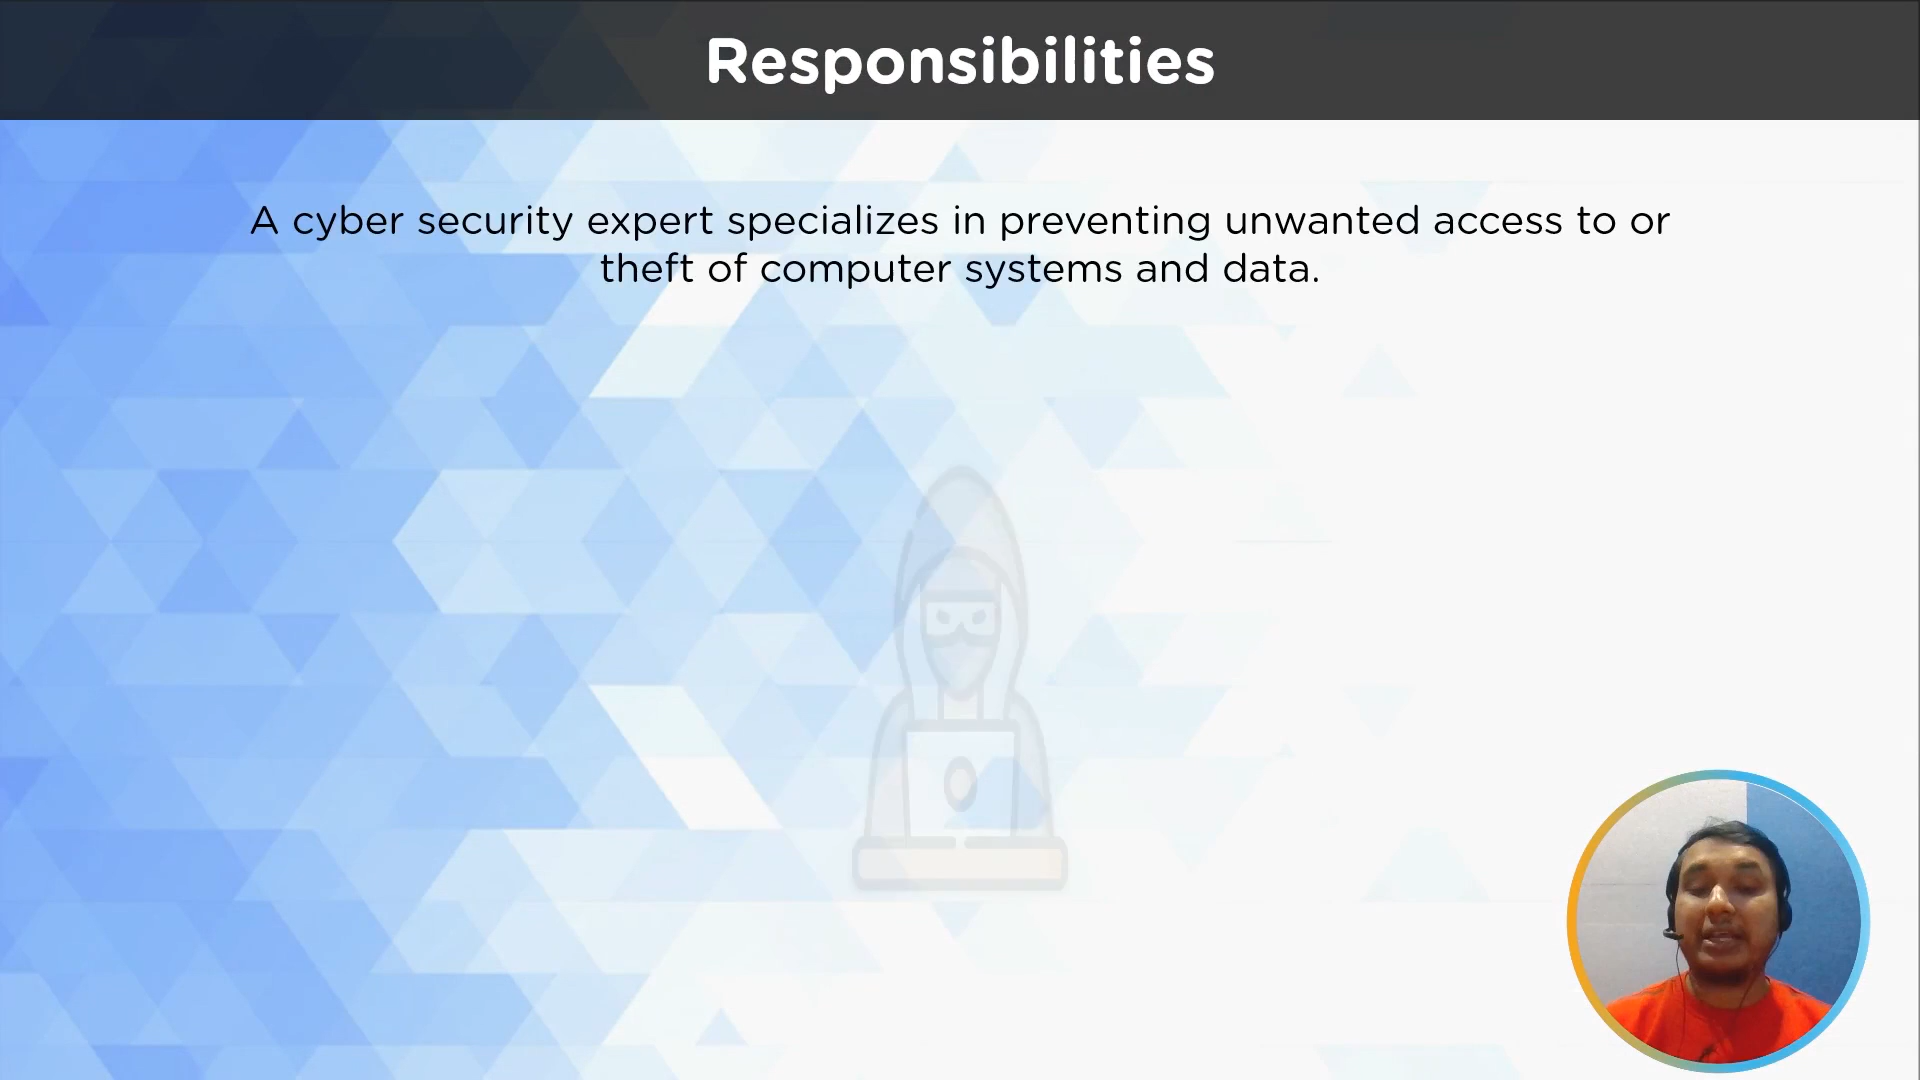 Responsibilities
A cyber security expert specializes in preventing unwanted access to or
theft of computer systems and data.